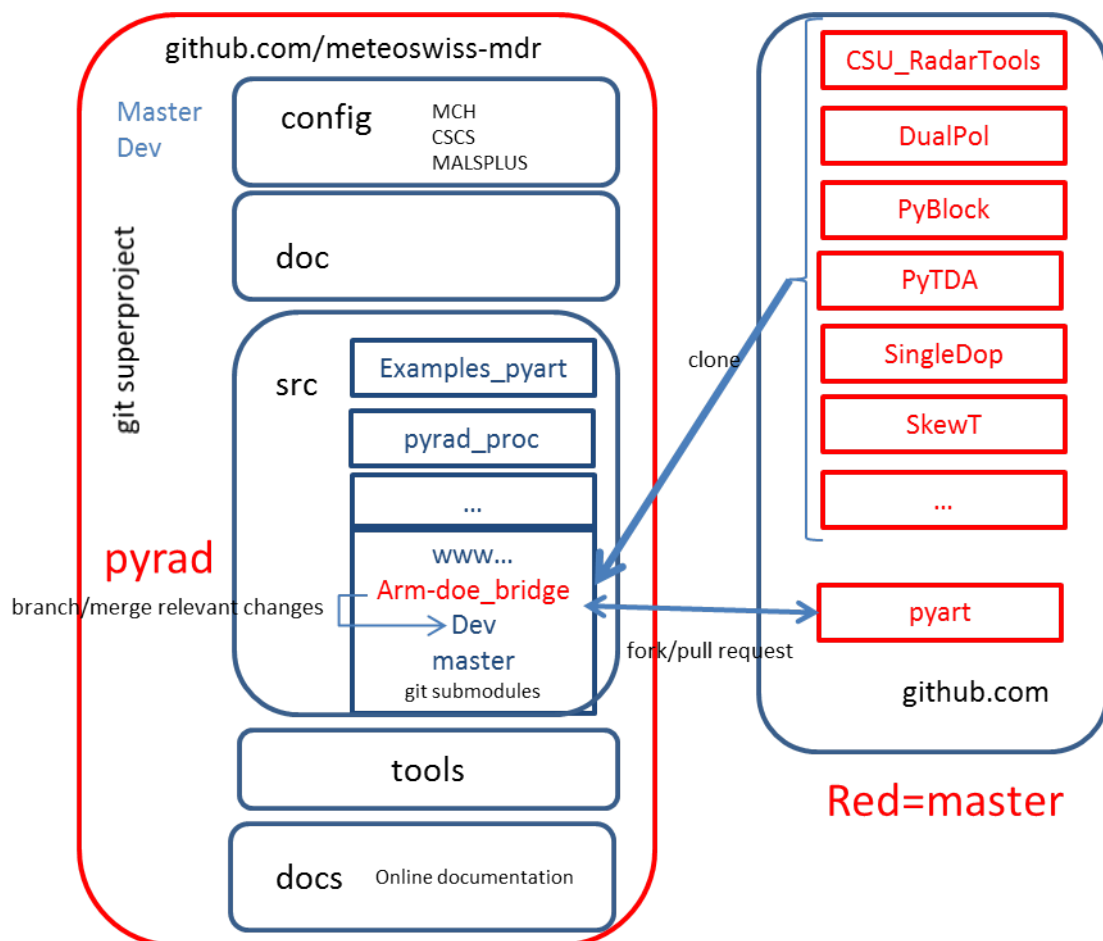 github.com/meteoswiss-mdr
Master
Dev
config
MCH
CSCS
MALSPLUS
doc
git superproject
src
Examples_pyart
pyrad_proc
...
www...
Arm-doe_bridge
Dev
master
git submodules
pyrad
branch/merge relevant changes
tools
docs
Online documentation
clone
fork/pull request
CSU_RadarTools
DualPol
PyBlock
PyTDA
SingleDop
SkewT
...
pyart
github.com
Red=master